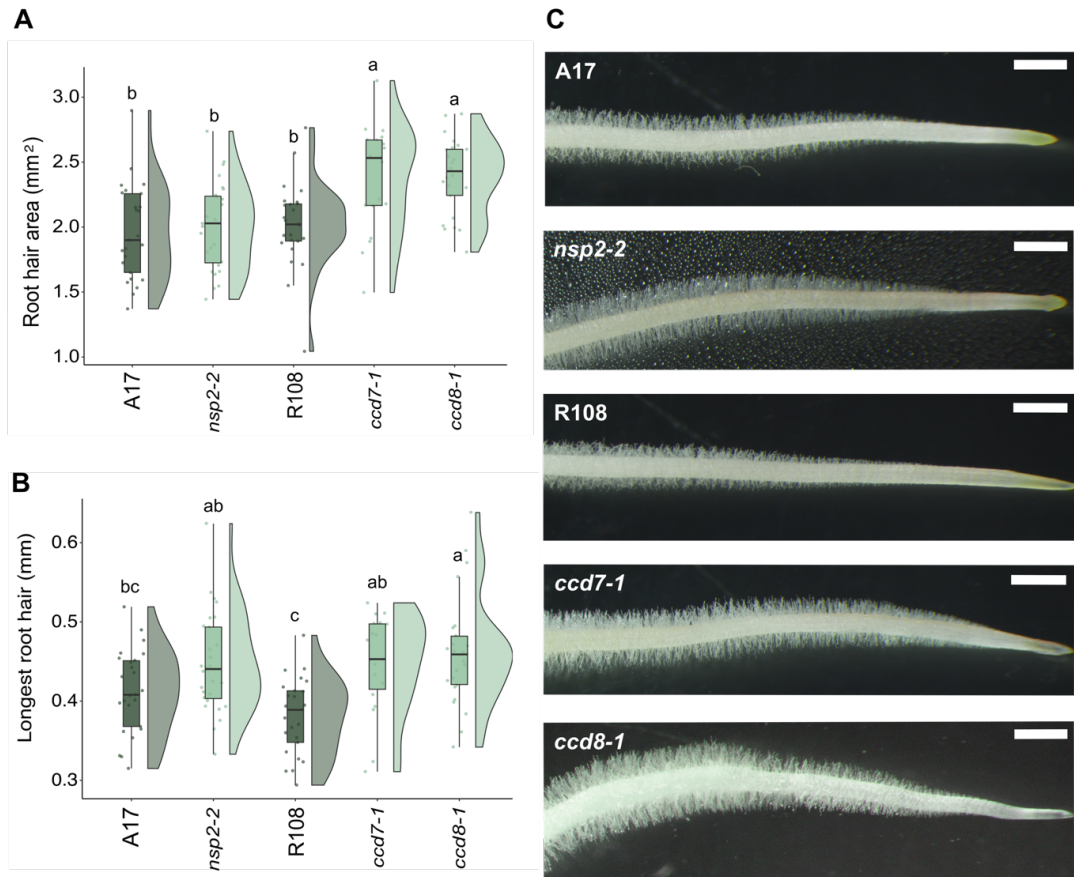 A
Root hair area (mm²)
3.0
2.5
2.0
1.5
1.0
b
b
b
a
a
A17
nsp2-2
R108
ccd7-1
ccd8-1
B
Longest root hair (mm)
0.6
0.5
0.4
0.3
bc
ab
c
ab
a
A17
nsp2-2
R108
ccd7-1
ccd8-1
C
A17
nsp2-2
R108
ccd7-1
ccd8-1